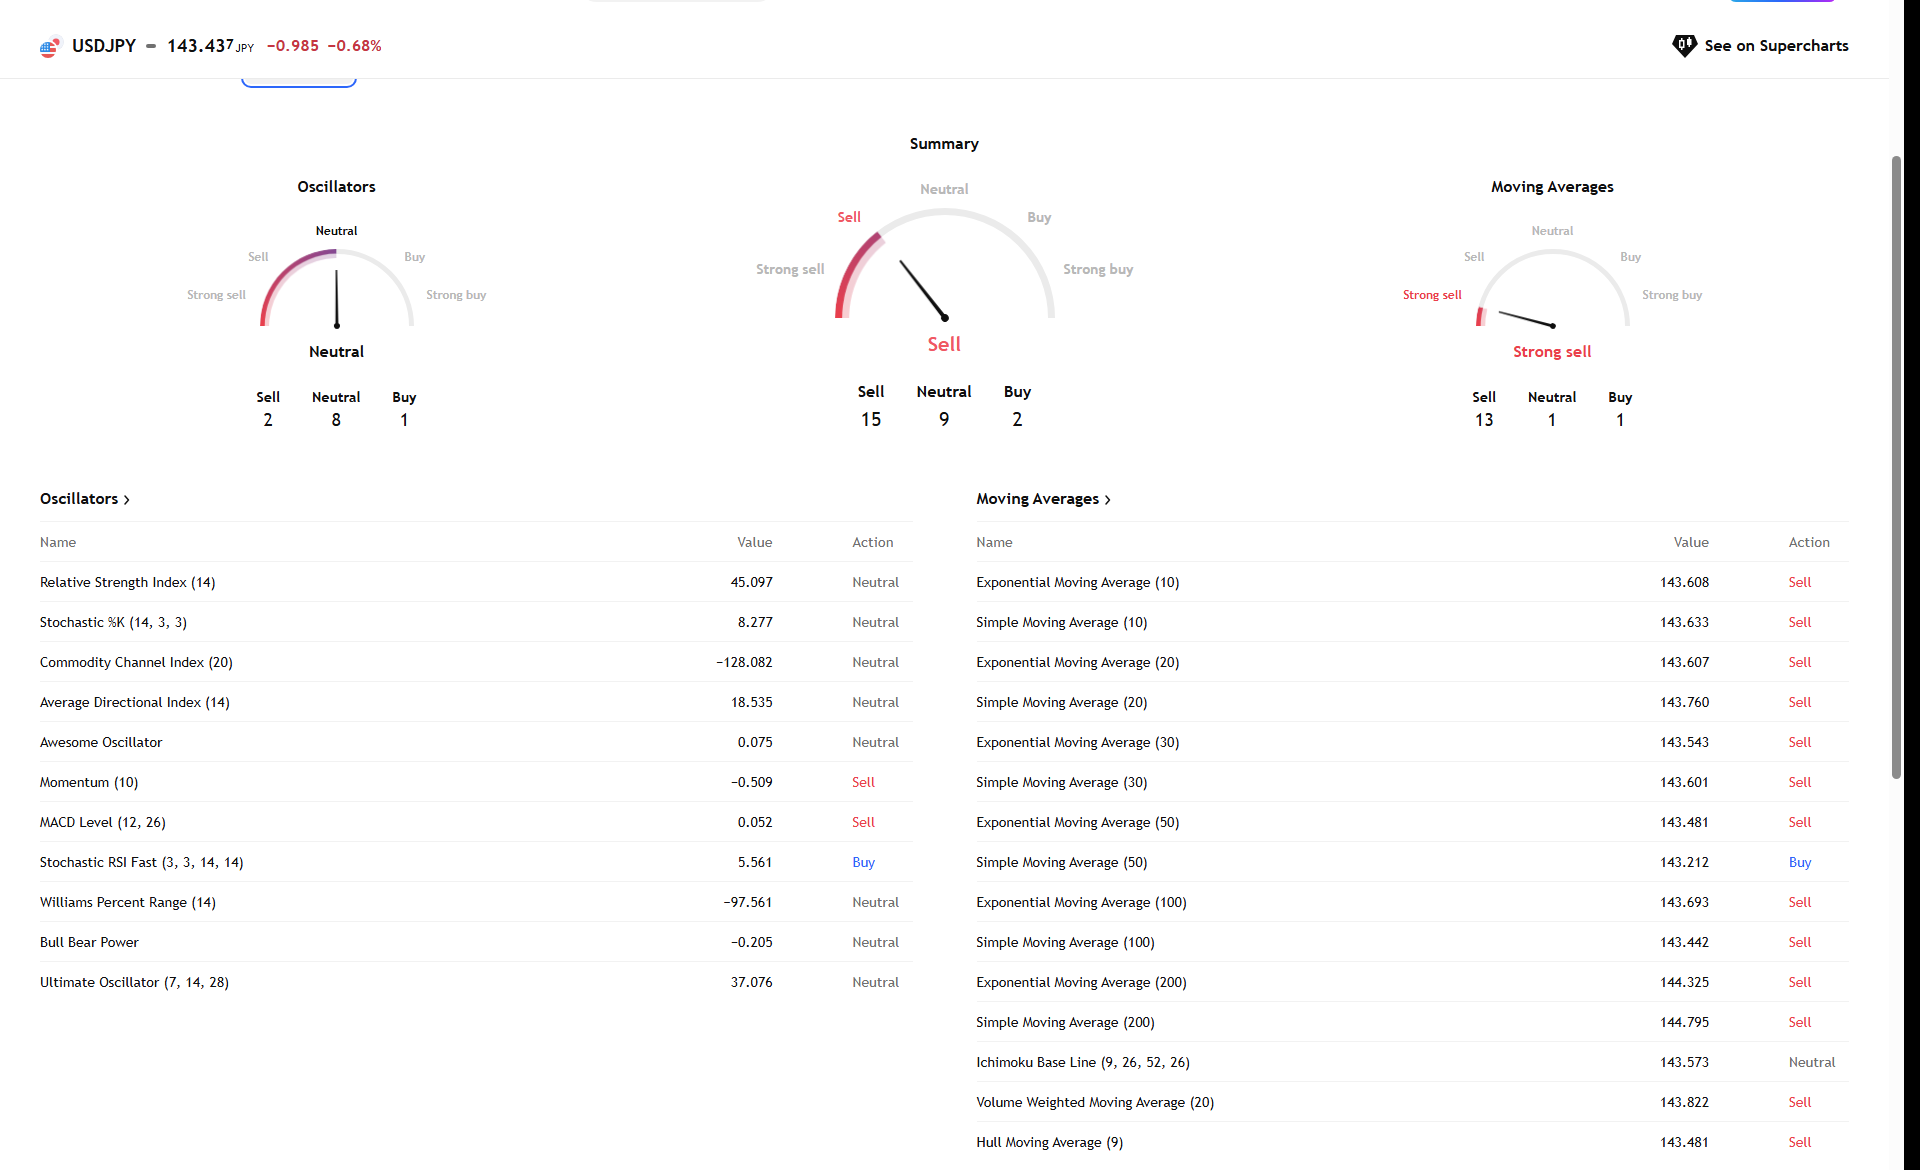 USDJPY 143.437 JPY −0.985 −0.68%
See on Supercharts
Summary
Neutral
Sell
Buy
Strong sell
Strong buy
Sell
Sell Neutral Buy
15 9 2
Oscillators
Neutral
Sell
Buy
Strong sell
Strong buy
Neutral
Sell Neutral Buy
2 8 1
Moving Averages
Neutral
Sell
Buy
Strong sell
Strong buy
Strong sell
Sell Neutral Buy
13 1 1
Oscillators
Name Value Action
Relative Strength Index (14) 45.097 Neutral
Stochastic %K (14, 3, 3) 8.277 Neutral
Commodity Channel Index (20) −128.082 Neutral
Average Directional Index (14) 18.535 Neutral
Awesome Oscillator 0.075 Neutral
Momentum (10) −0.509 Sell
MACD Level (12, 26) 0.052 Sell
Stochastic RSI Fast (3, 3, 14, 14) 5.561 Buy
Williams Percent Range (14) −97.561 Neutral
Bull Bear Power −0.205 Neutral
Ultimate Oscillator (7, 14, 28) 37.076 Neutral
Moving Averages
Name Value Action
Exponential Moving Average (10) 143.608 Sell
Simple Moving Average (10) 143.633 Sell
Exponential Moving Average (20) 143.607 Sell
Simple Moving Average (20) 143.760 Sell
Exponential Moving Average (30) 143.543 Sell
Simple Moving Average (30) 143.601 Sell
Exponential Moving Average (50) 143.481 Sell
Simple Moving Average (50) 143.212 Buy
Exponential Moving Average (100) 143.693 Sell
Simple Moving Average (100) 143.442 Sell
Exponential Moving Average (200) 144.325 Sell
Simple Moving Average (200) 144.795 Sell
Ichimoku Base Line (9, 26, 52, 26) 143.573 Neutral
Volume Weighted Moving Average (20) 143.822 Sell
Hull Moving Average (9) 143.481 Sell